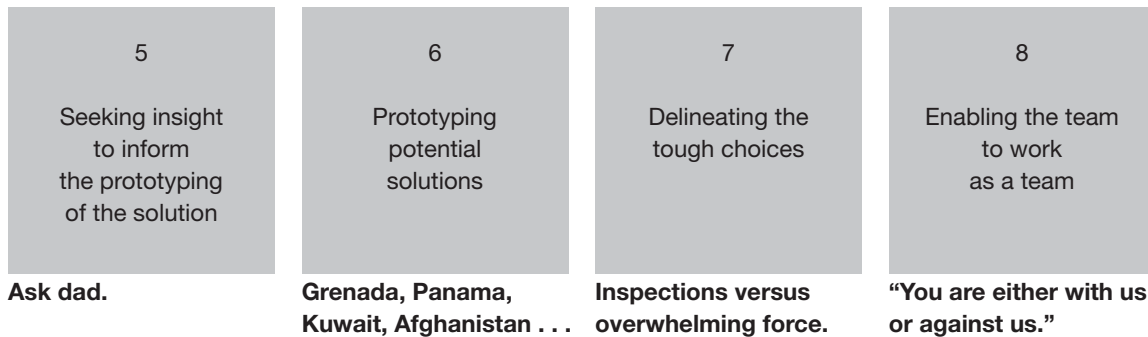 5
Seeking insight
to inform
the prototyping
of the solution
Ask dad.
6
Prototyping
potential
solutions
Grenada, Panama,
Kuwait, Afghanistan . . .
7
Delineating the
tough choices
Inspections versus
overwhelming force.
8
Enabling the team
to work
as a team
“You are either with us
or against us.”